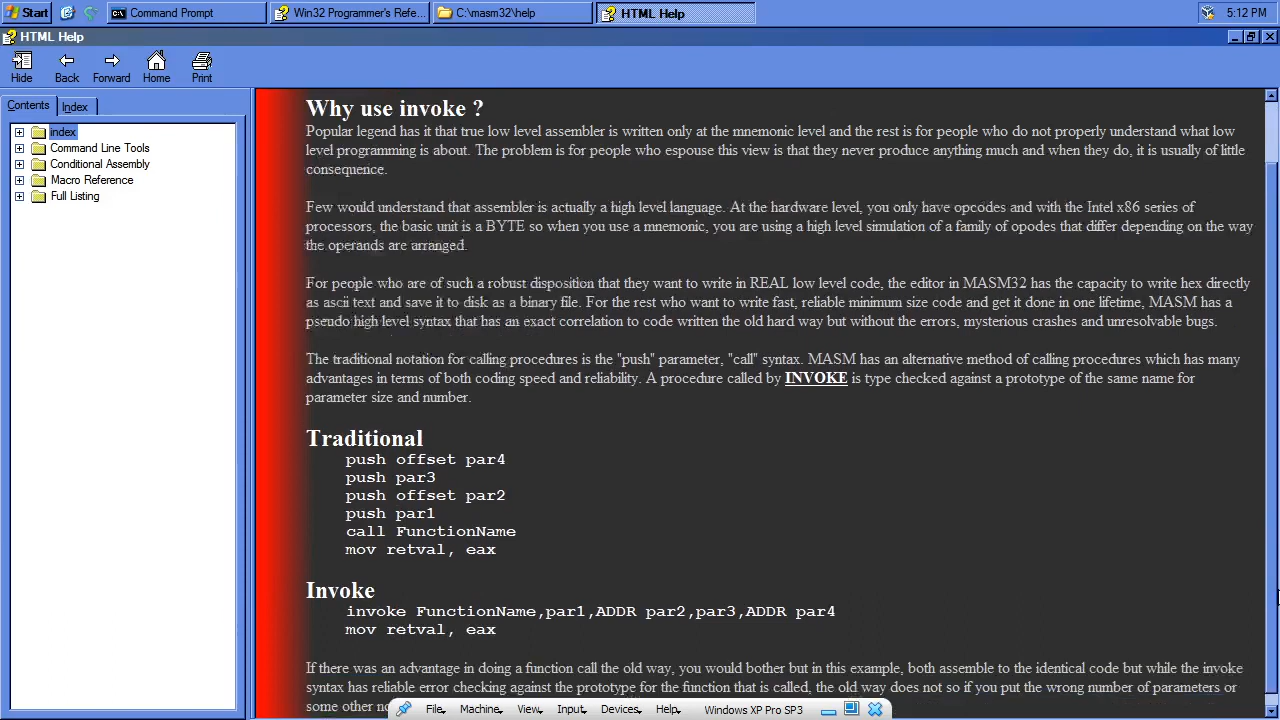 Start
Command Prompt
Win32 Programmer's Refe...
C:\masm32\help
HTML Help
5:12 PM
HTML Help
Hide Back Forward Home Print
Contents Index
index
Command Line Tools
Conditional Assembly
Macro Reference
Full Listing
Why use invoke ?
Popular legend has it that true low level assembler is written only at the mnemonic level and the rest is for people who do not properly understand what low
level programming is about. The problem is for people who espouse this view is that they never produce anything much and when they do, it is usually of little
consequence.
Few would understand that assembler is actually a high level language. At the hardware level, you only have opcodes and with the Intel x86 series of
processors, the basic unit is a BYTE so when you use a mnemonic, you are using a high level simulation of a family of opodes that differ depending on the way
the operands are arranged.
For people who are of such a robust disposition that they want to write in REAL low level code, the editor in MASM32 has the capacity to write hex directly
as ascii text and save it to disk as a binary file. For the rest who want to write fast, reliable minimum size code and get it done in one lifetime, MASM has a
pseudo high level syntax that has an exact correlation to code written the old hard way but without the errors, mysterious crashes and unresolvable bugs.
The traditional notation for calling procedures is the "push" parameter, "call" syntax. MASM has an alternative method of calling procedures which has many
advantages in terms of both coding speed and reliability. A procedure called by INVOKE is type checked against a prototype of the same name for
parameter size and number.
Traditional
push offset par4
push par3
push offset par2
push par1
call FunctionName
mov retval, eax
Invoke
invoke FunctionName,par1,ADDR par2,par3,ADDR par4
mov retval, eax
If there was an advantage in doing a function call the old way, you would bother but in this example, both assemble to the identical code but while the invoke
syntax has reliable error checking against the prototype for the function that is called, the old way does not so if you put the wrong number of parameters or
some other no
File Machine View Input Devices Help Windows XP Pro SP3